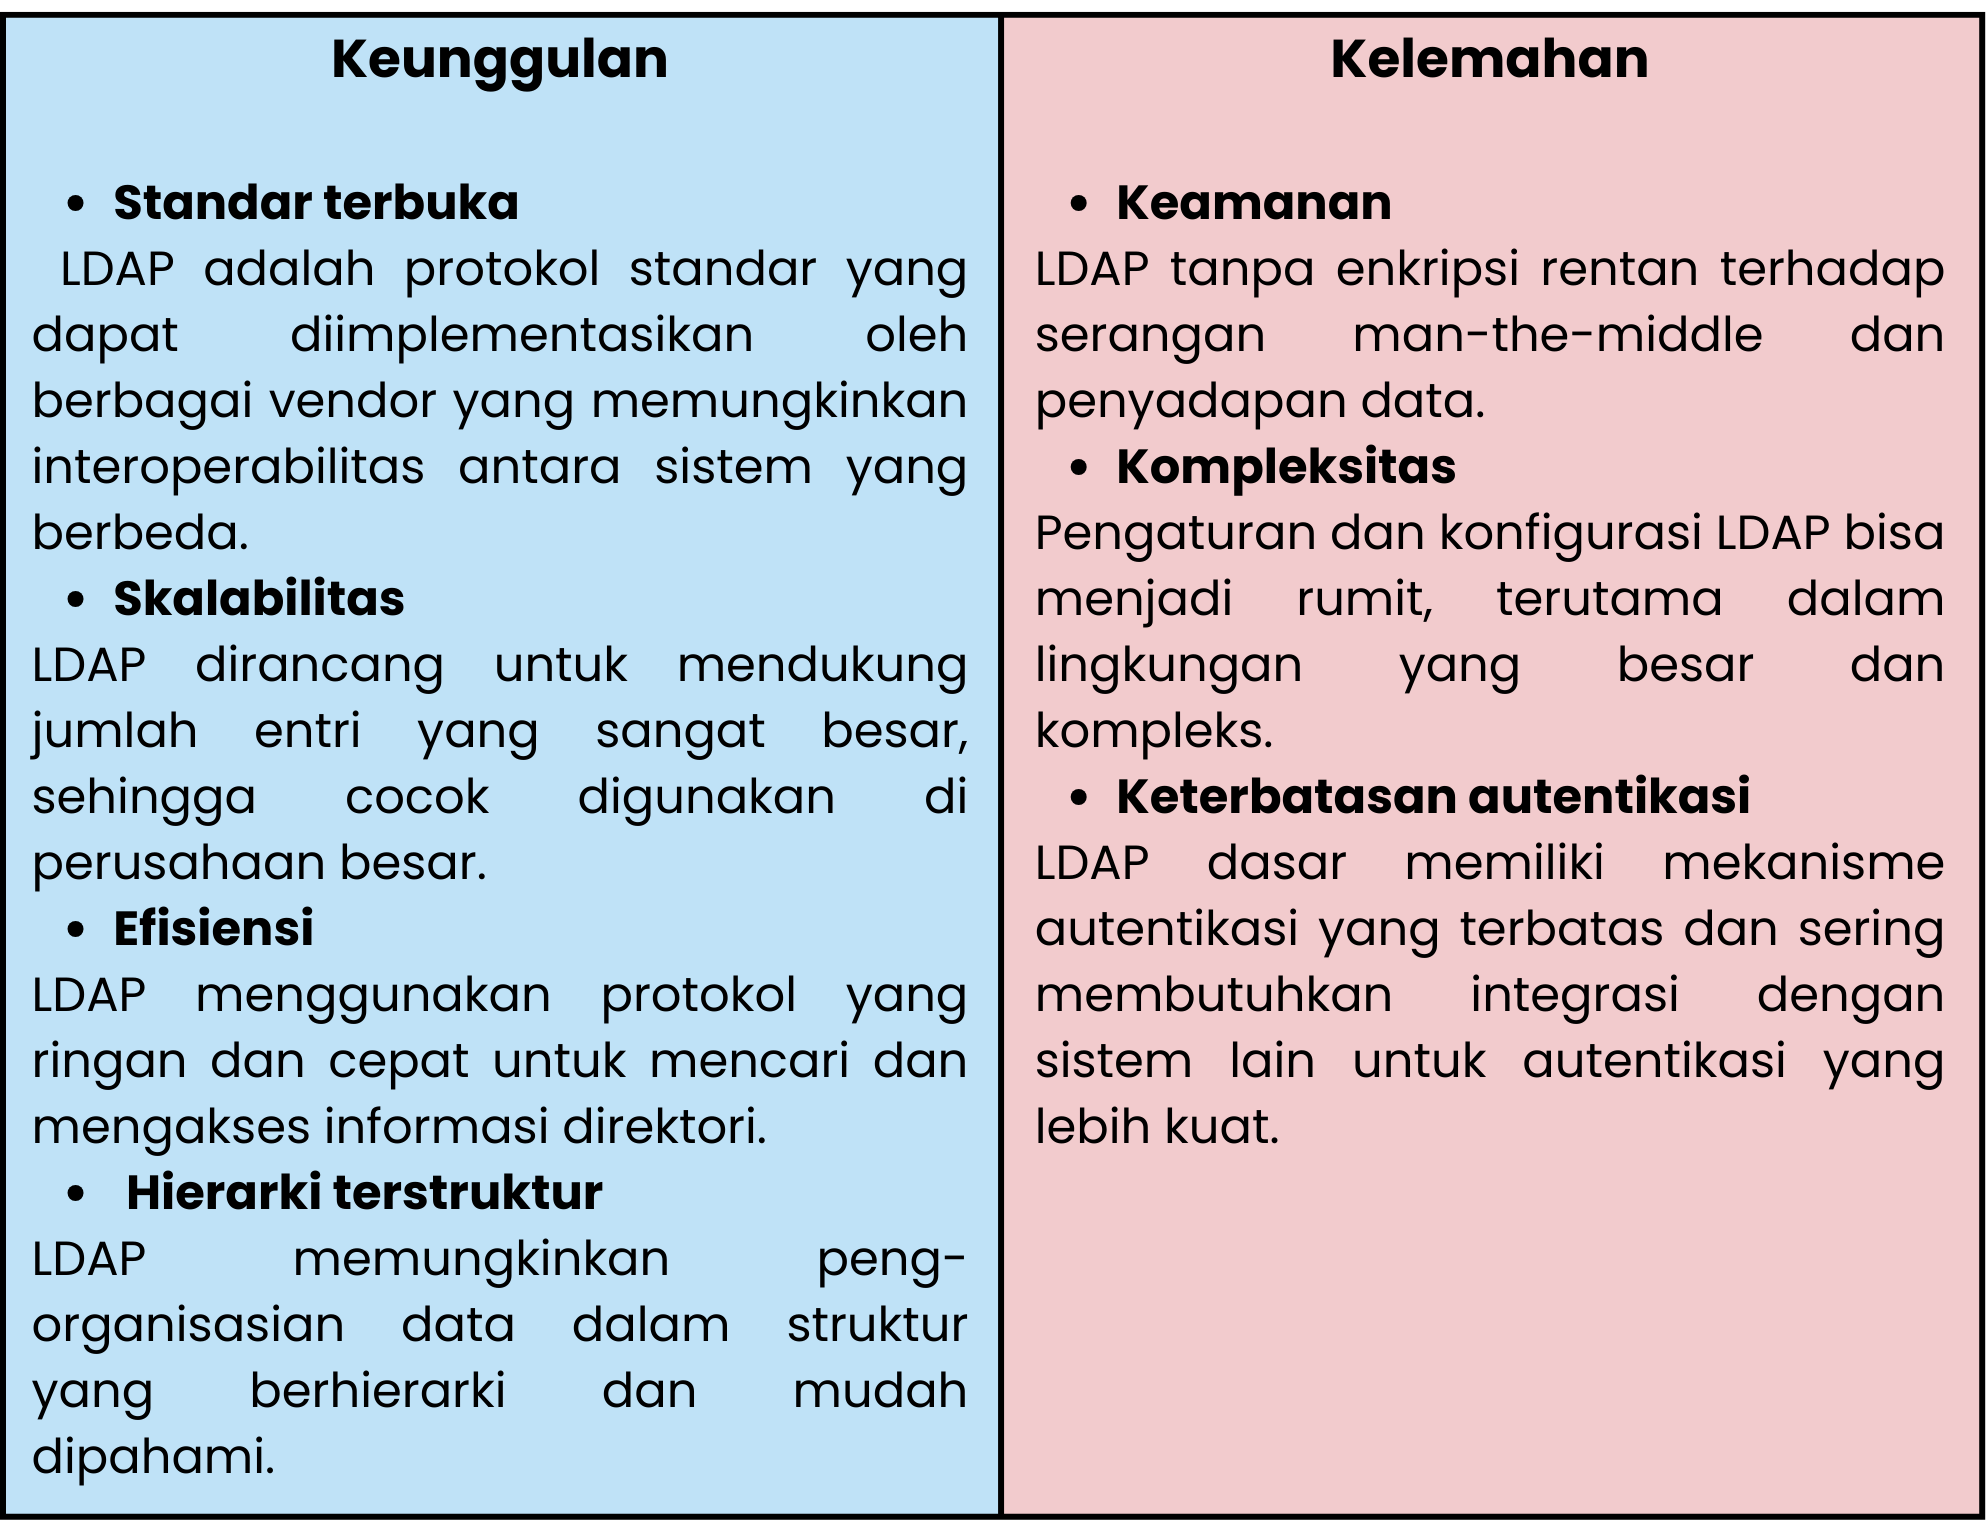 Keunggulan
• Standar terbuka
LDAP adalah protokol standar yang
dapat diimplementasikan oleh
berbagai vendor yang memungkinkan
interoperabilitas antara sistem yang
berbeda.
• Skalabilitas
LDAP dirancang untuk mendukung
jumlah entri yang sangat besar,
sehingga cocok digunakan di
perusahaan besar.
• Efisiensi
LDAP menggunakan protokol yang
ringan dan cepat untuk mencari dan
mengakses informasi direktori.
• Hierarki terstruktur
LDAP memungkinkan peng-
organisasian data dalam struktur
yang berhierarki dan mudah
dipahami.
Kelemahan
• Keamanan
LDAP tanpa enkripsi rentan terhadap
serangan man-the-middle dan
penyadapan data.
• Kompleksitas
Pengaturan dan konfigurasi LDAP bisa
menjadi rumit, terutama dalam
lingkungan yang besar dan
kompleks.
• Keterbatasan autentikasi
LDAP dasar memiliki mekanisme
autentikasi yang terbatas dan sering
membutuhkan integrasi dengan
sistem lain untuk autentikasi yang
lebih kuat.